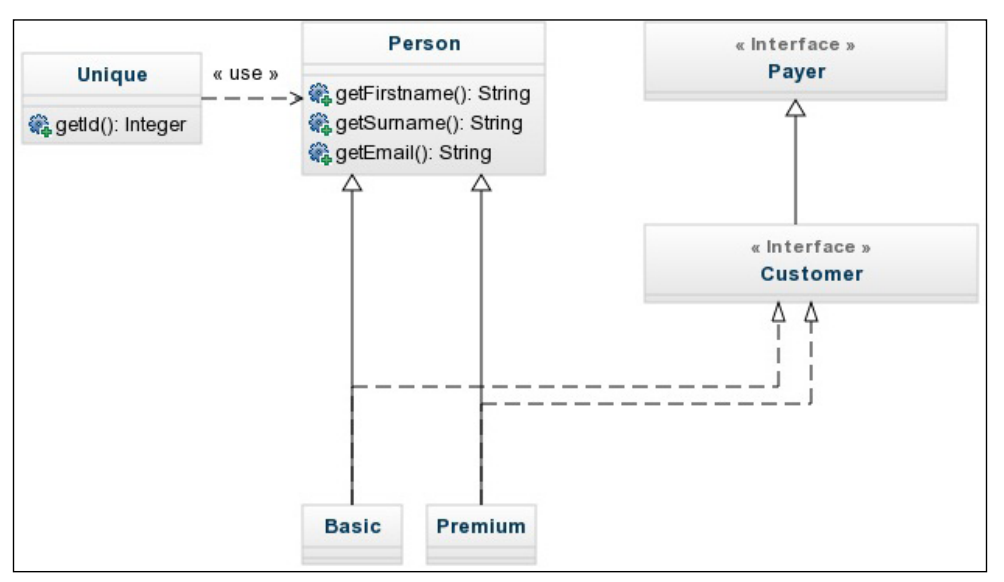 Unique
getId(): Integer
« use »
Person
getFirstname(): String
getSurname(): String
getEmail(): String
« Interface »
Payer
« Interface »
Customer
Basic
Premium